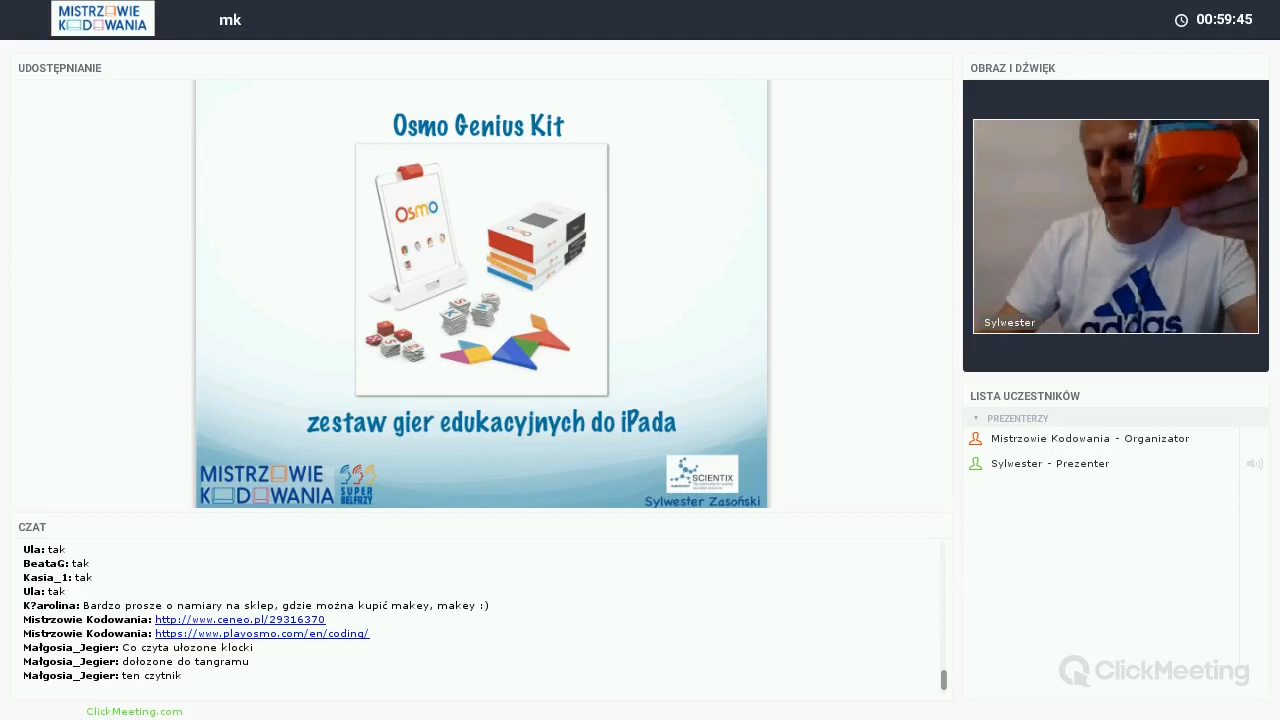 MISTRZOWIE
KODOWANIA
mk
00:59:45
UDOSTĘPNIANIE
Osmo Genius Kit
Osmo
zestaw gier edukacyjnych do iPada
MISTRZOWIE
KODOWANIA
SUPER
BELFRZY
SCIENTIX
Sylwester Zasoński
OBRAZ I DŹWIĘK
adidas
Sylwester
LISTA UCZESTNIKÓW
PREZENTERZY
Mistrzowie Kodowania - Organizator
Sylwester - Prezenter
CZAT
Ula: tak
BeataG: tak
Kasia_1: tak
Ula: tak
K?arolina: Bardzo prosze o namiary na sklep, gdzie można kupić makey, makey :)
Mistrzowie Kodowania: http://www.ceneo.pl/29316370
Mistrzowie Kodowania: https://www.playosmo.com/en/coding/
Małgosia_Jegier: Co czyta ułozone klocki
Małgosia_Jegier: dołozone do tangramu
Małgosia_Jegier: ten czytnik
ClickMeeting
ClickMeeting.com